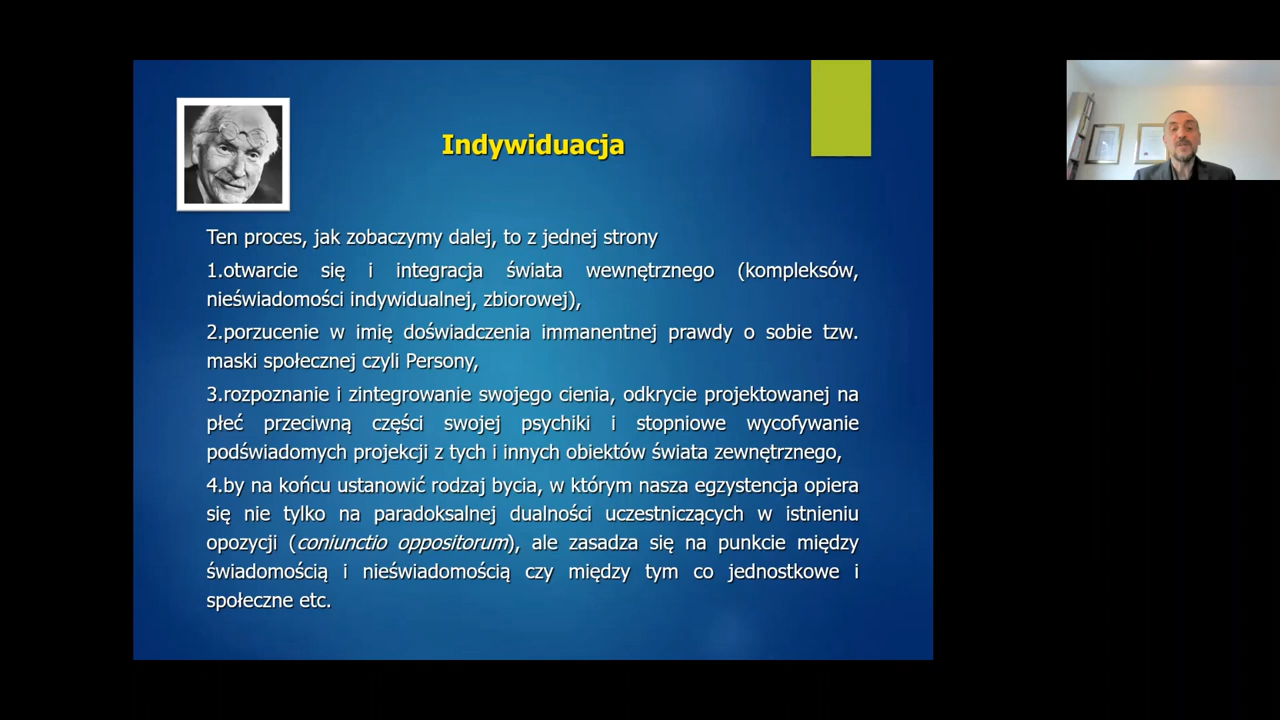 Indywiduacja
Ten proces, jak zobaczymy dalej, to z jednej strony
1.otwarcie się i integracja świata wewnętrznego (kompleksów,
nieświadomości indywidualnej, zbiorowej),
2.porzucenie w imię doświadczenia immanentnej prawdy o sobie tzw.
maski społecznej czyli Persony,
3.rozpoznanie i zintegrowanie swojego cienia, odkrycie projektowanej na
płeć przeciwną części swojej psychiki i stopniowe wycofywanie
podświadomych projekcji z tych i innych obiektów świata zewnętrznego,
4.by na końcu ustanowić rodzaj bycia, w którym nasza egzystencja opiera
się nie tylko na paradoksalnej dualności uczestniczących w istnieniu
opozycji (coniunctio oppositorum), ale zasadza się na punkcie między
świadomością i nieświadomością czy między tym co jednostkowe i
społeczne etc.